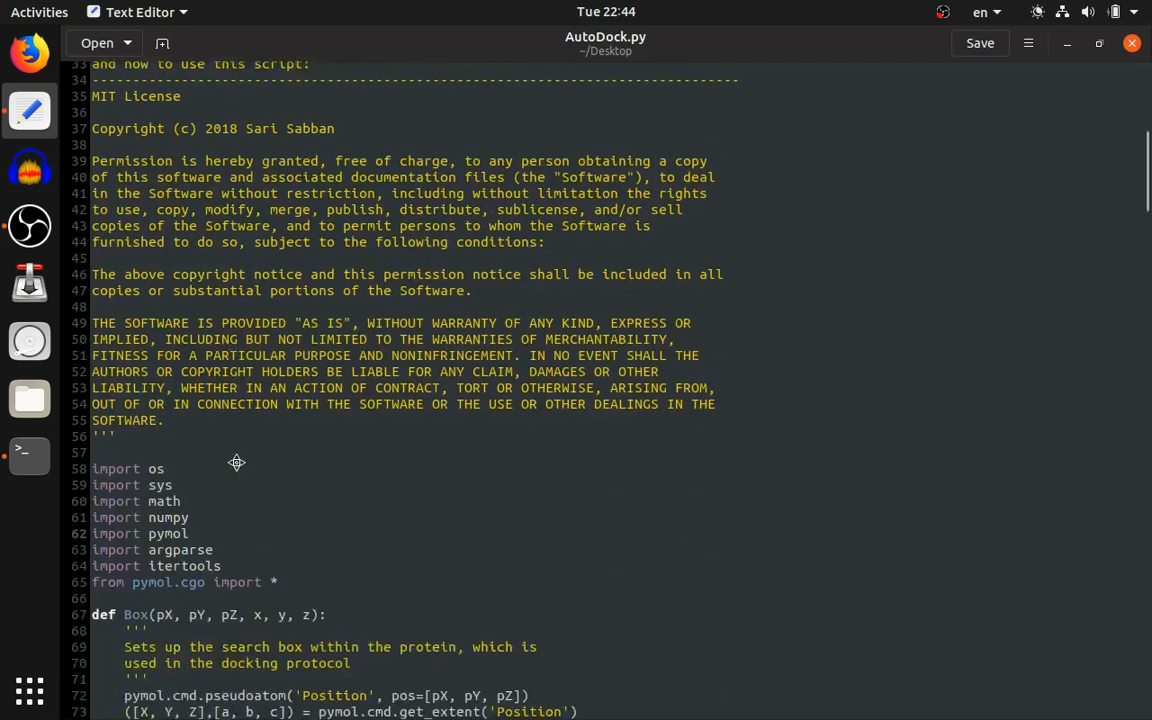 Activities
Text Editor
Tue 22:44
en
Open
AutoDock.py
~/Desktop
Save
33 and how to use this script:
34 --------------------------------------------------------------------------------
35 MIT License
36
37 Copyright (c) 2018 Sari Sabban
38
39 Permission is hereby granted, free of charge, to any person obtaining a copy
40 of this software and associated documentation files (the "Software"), to deal
41 in the Software without restriction, including without limitation the rights
42 to use, copy, modify, merge, publish, distribute, sublicense, and/or sell
43 copies of the Software, and to permit persons to whom the Software is
44 furnished to do so, subject to the following conditions:
45
46 The above copyright notice and this permission notice shall be included in all
47 copies or substantial portions of the Software.
48
49 THE SOFTWARE IS PROVIDED "AS IS", WITHOUT WARRANTY OF ANY KIND, EXPRESS OR
50 IMPLIED, INCLUDING BUT NOT LIMITED TO THE WARRANTIES OF MERCHANTABILITY,
51 FITNESS FOR A PARTICULAR PURPOSE AND NONINFRINGEMENT. IN NO EVENT SHALL THE
52 AUTHORS OR COPYRIGHT HOLDERS BE LIABLE FOR ANY CLAIM, DAMAGES OR OTHER
53 LIABILITY, WHETHER IN AN ACTION OF CONTRACT, TORT OR OTHERWISE, ARISING FROM,
54 OUT OF OR IN CONNECTION WITH THE SOFTWARE OR THE USE OR OTHER DEALINGS IN THE
55 SOFTWARE.
56 '''
57
58 import os
59 import sys
60 import math
61 import numpy
62 import pymol
63 import argparse
64 import itertools
65 from pymol.cgo import *
66
67 def Box(pX, pY, pZ, x, y, z):
68 '''
69 Sets up the search box within the protein, which is
70 used in the docking protocol
71 '''
72 pymol.cmd.pseudoatom('Position', pos=[pX, pY, pZ])
73 ([X, Y, Z],[a, b, c]) = pymol.cmd.get_extent('Position')